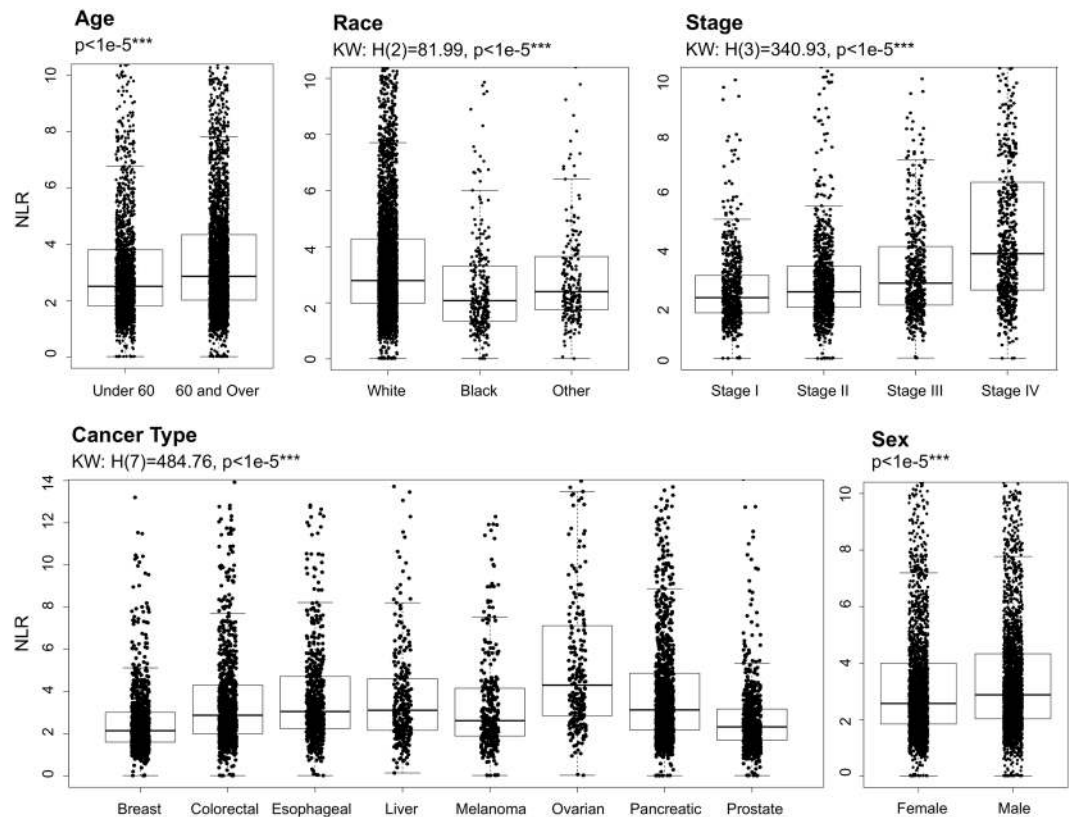 Age
p<1e-5***
Race
KW: H(2)=81.99, p<1e-5***
Stage
KW: H(3)=340.93, p<1e-5***
NLR
10
8
6
4
2
0
Under 60 60 and Over
10
8
6
4
2
0
White Black Other
10
8
6
4
2
0
Stage I Stage II Stage III Stage IV
Cancer Type
KW: H(7)=484.76, p<1e-5***
Sex
p<1e-5***
NLR
14
12
10
8
6
4
2
0
Breast Colorectal Esophageal Liver Melanoma Ovarian Pancreatic Prostate
10
8
6
4
2
0
Female Male